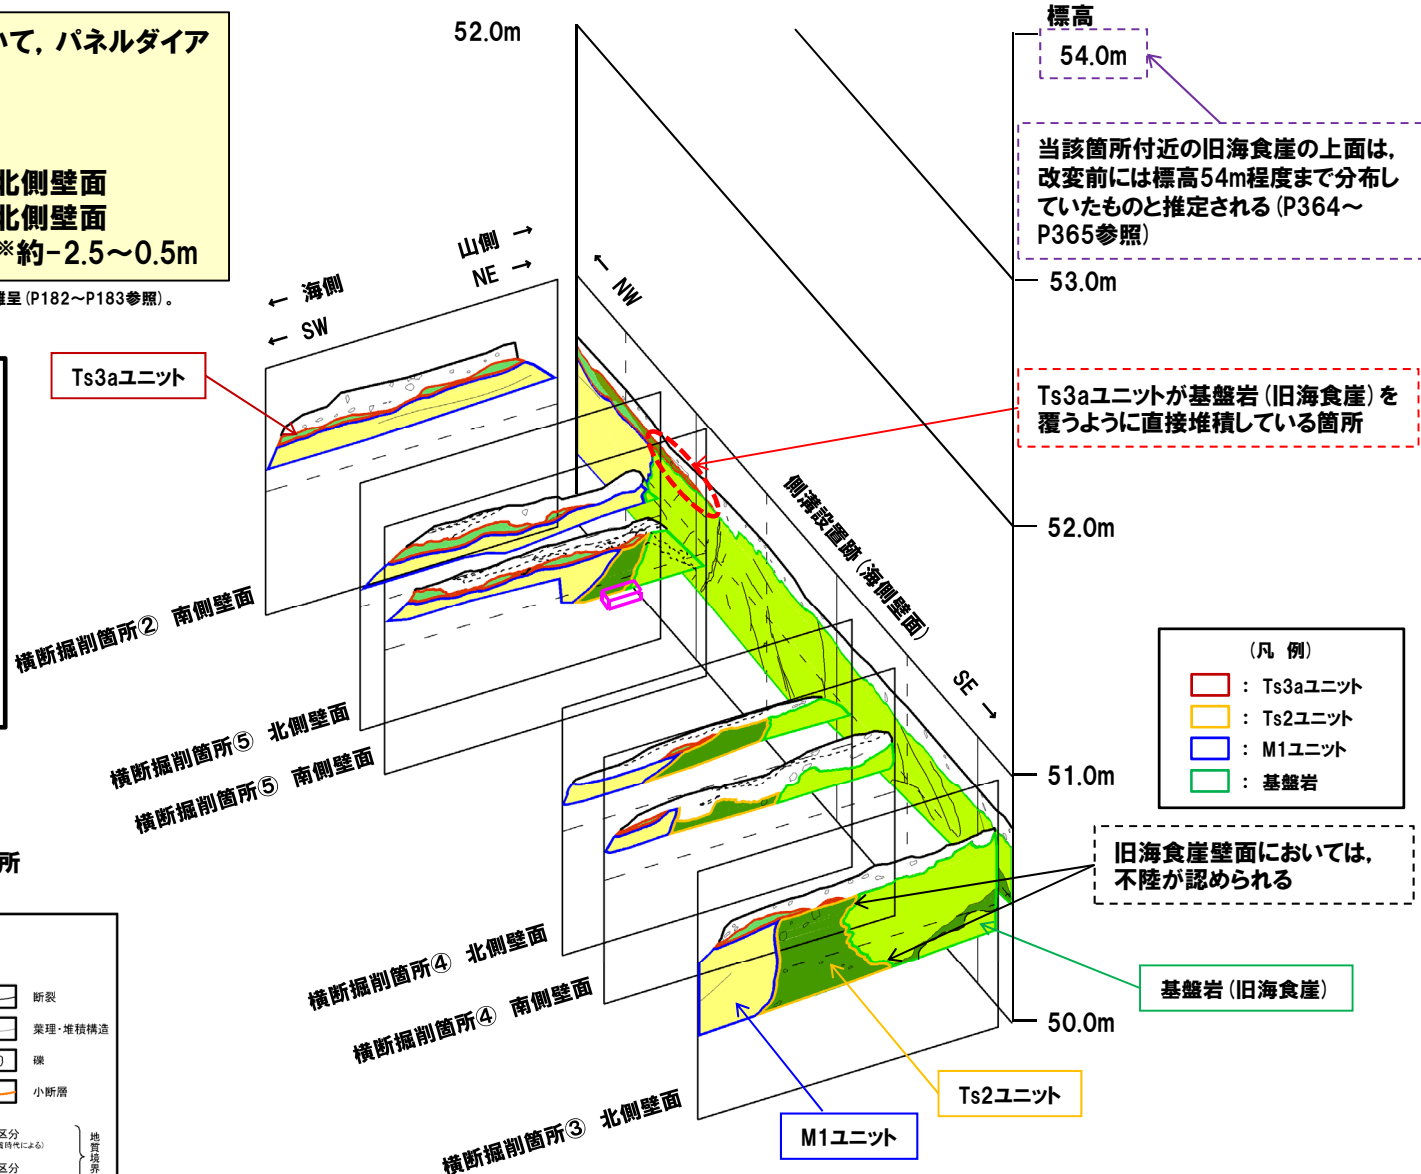 いて，パネルダイア
北側壁面
北側壁面
※約−2.5～0.5m
(P182～P183参照)。
52.0m
標高
54.0m
当該箇所付近の旧海食崖の上面は，
改変前には標高54m程度まで分布し
ていたものと推定される（P364～
P365参照）
53.0m
山側 →
NE →
← 海側
← SW
← NW
Ts3aユニット
Ts3aユニットが基盤岩（旧海食崖）を
覆うように直接堆積している箇所
側溝設置跡（海側壁面）
52.0m
SE →
横断掘削箇所② 南側壁面
横断掘削箇所⑤ 北側壁面
横断掘削箇所⑤ 南側壁面
（凡 例）
： Ts3aユニット
： Ts2ユニット
： M1ユニット
： 基盤岩
51.0m
旧海食崖壁面においては，
不陸が認められる
所
横断掘削箇所④ 北側壁面
横断掘削箇所④ 南側壁面
基盤岩（旧海食崖）
50.0m
断裂
葉理・堆積構造
礫
小断層
Ts2ユニット
M1ユニット
横断掘削箇所③ 北側壁面
区分
時代による)
区分
地質境界